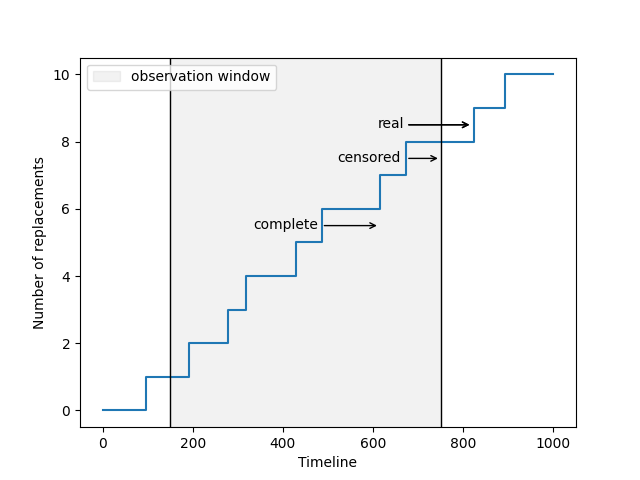 observation window
10
real
8
censored
6
complete
4
2
0
Number of replacements
0 200 400 600 800 1000
Timeline